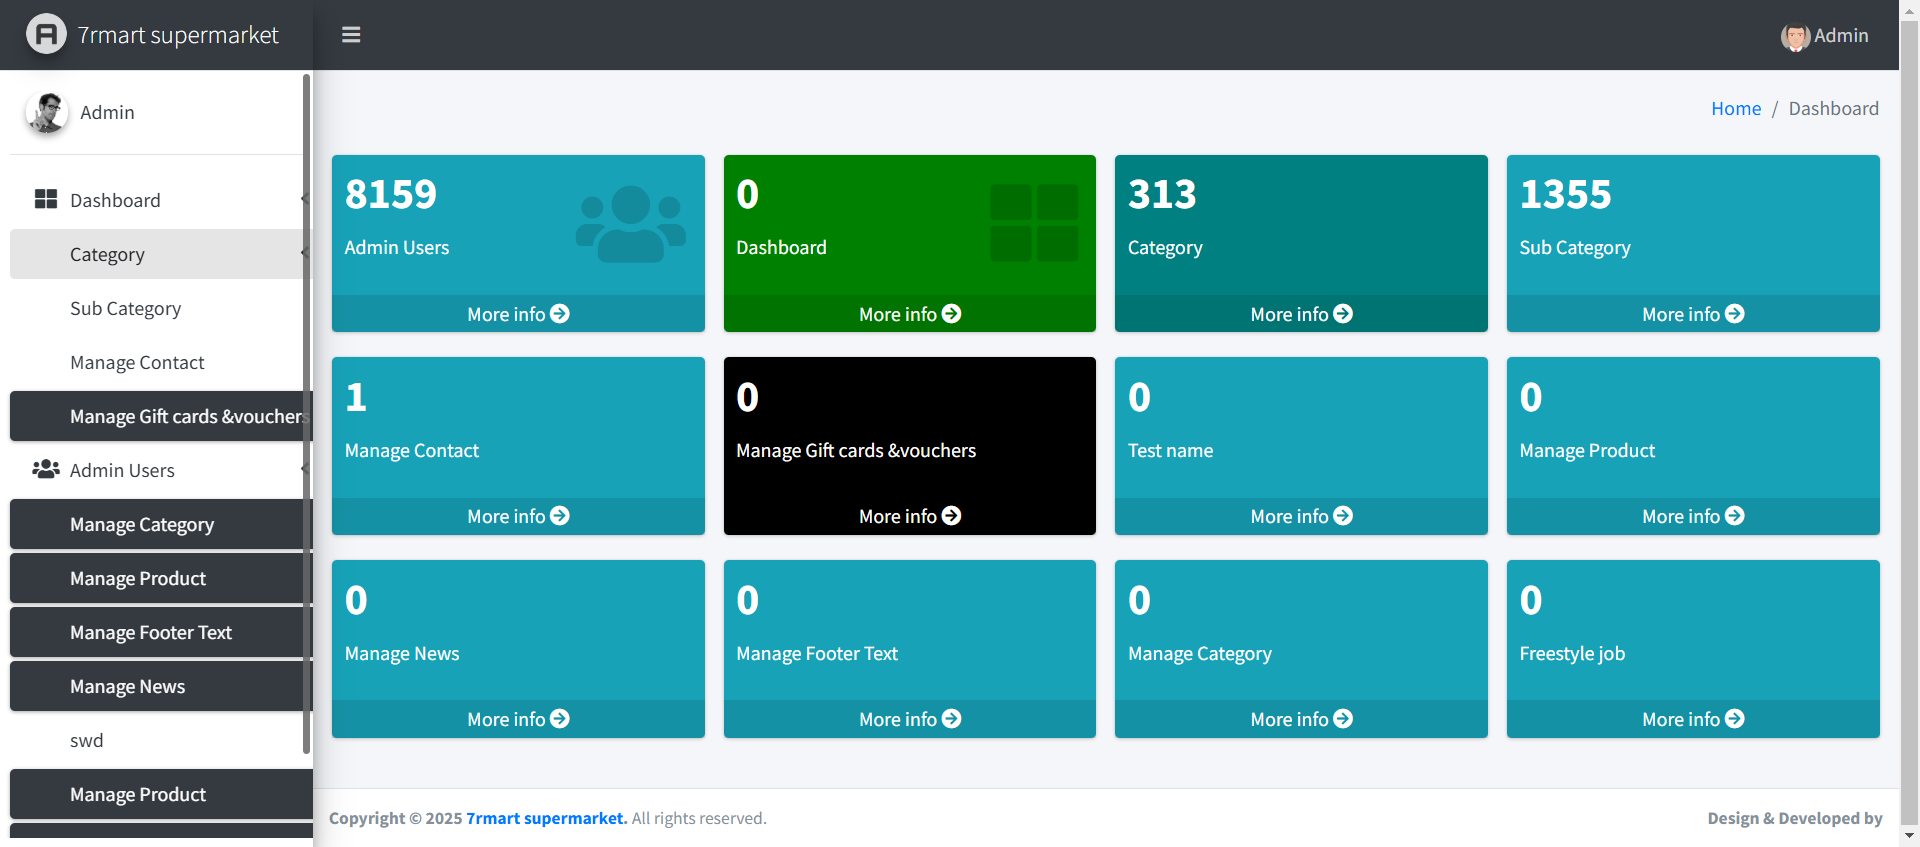 7rmart supermarket
Admin
Admin
Home / Dashboard
Dashboard
Category
Sub Category
Manage Contact
Manage Gift cards &vouchers
Admin Users
Manage Category
Manage Product
Manage Footer Text
Manage News
swd
Manage Product
8159
Admin Users
More info
0
Dashboard
More info
313
Category
More info
1355
Sub Category
More info
1
Manage Contact
More info
0
Manage Gift cards &vouchers
More info
0
Test name
More info
0
Manage Product
More info
0
Manage News
More info
0
Manage Footer Text
More info
0
Manage Category
More info
0
Freestyle job
More info
Copyright © 2025 7rmart supermarket. All rights reserved.
Design & Developed by